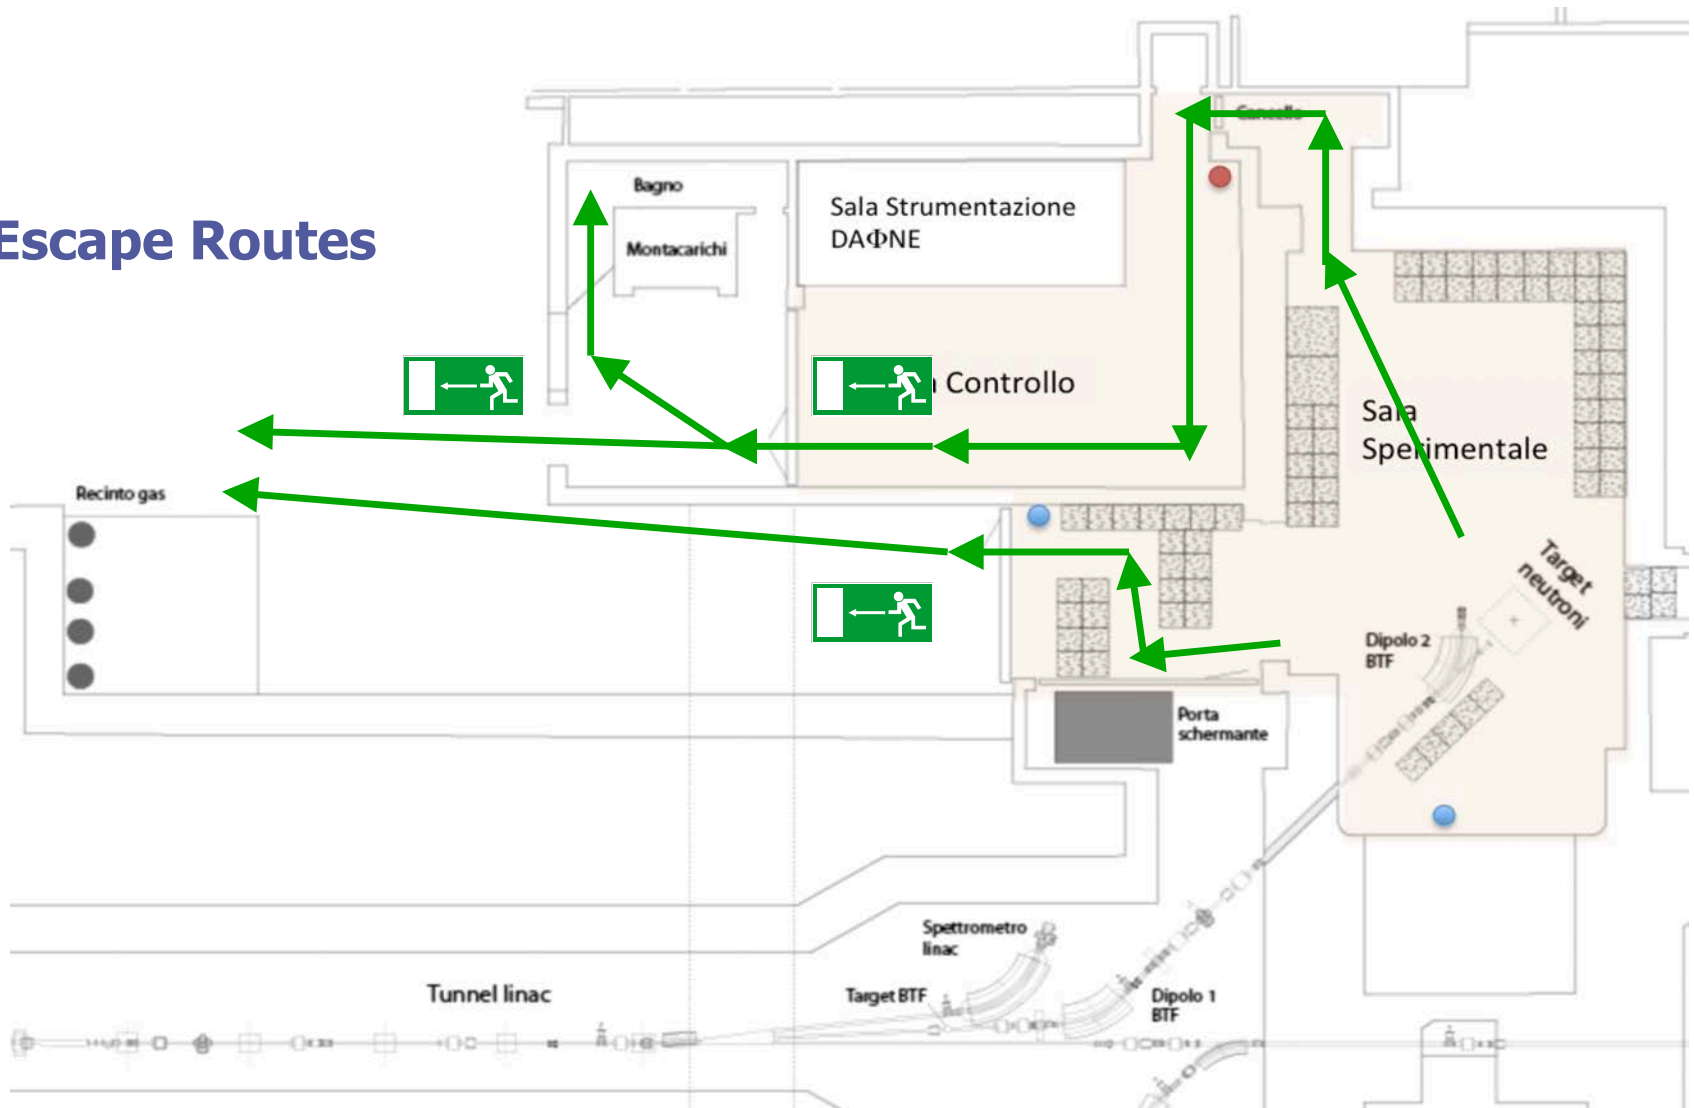 Escape Routes
Cancello
Bagno
Montacarichi
Sala Strumentazione
DAΦNE
Controllo
Sala
Sperimentale
Recinto gas
Target
neutroni
Dipolo 2
BTF
Porta
schermante
Spettrometro
linac
Tunnel linac
Target BTF
Dipolo 1
BTF